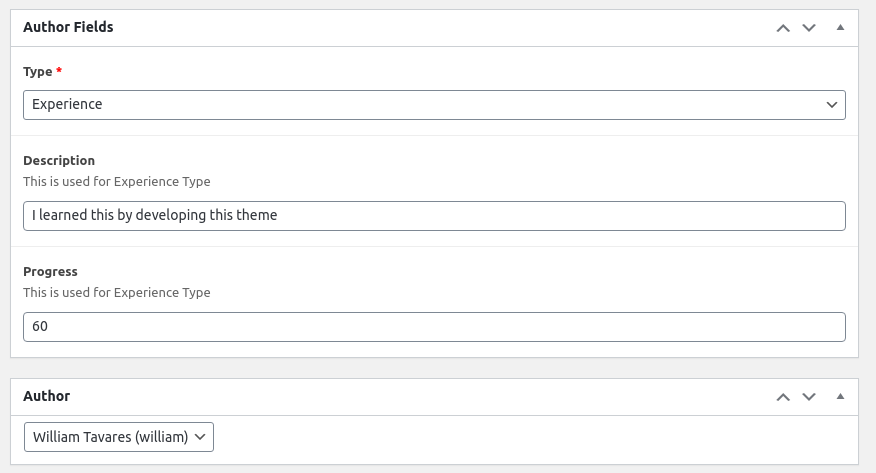 Author Fields
Type *
Experience
Description
This is used for Experience Type
I learned this by developing this theme
Progress
This is used for Experience Type
60
Author
William Tavares (william)